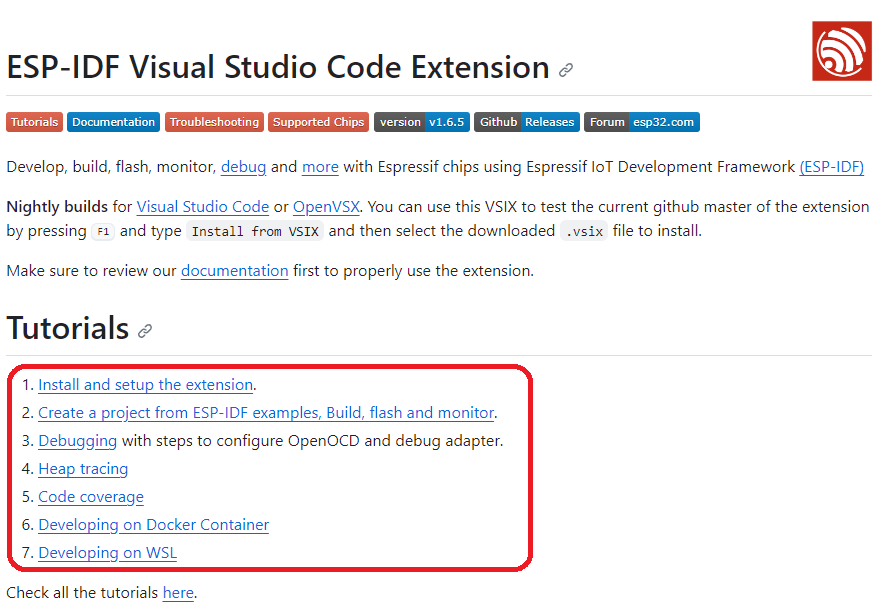 ESP-IDF Visual Studio Code Extension
Tutorials Documentation Troubleshooting Supported Chips version v1.6.5 Github Releases Forum esp32.com
Develop, build, flash, monitor, debug and more with Espressif chips using Espressif IoT Development Framework (ESP-IDF)
Nightly builds for Visual Studio Code or OpenVSX. You can use this VSIX to test the current github master of the extension
by pressing F1 and type Install from VSIX and then select the downloaded .vsix file to install.
Make sure to review our documentation first to properly use the extension.
Tutorials
1. Install and setup the extension.
2. Create a project from ESP-IDF examples, Build, flash and monitor.
3. Debugging with steps to configure OpenOCD and debug adapter.
4. Heap tracing
5. Code coverage
6. Developing on Docker Container
7. Developing on WSL
Check all the tutorials here.